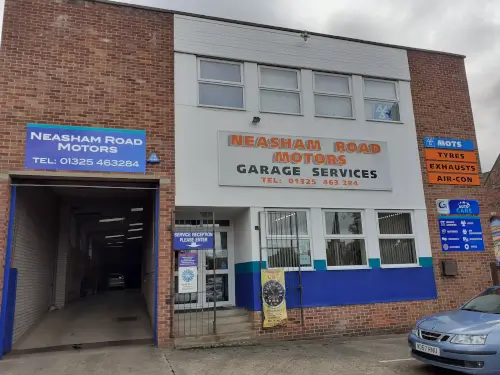 NEASHAM ROAD
MOTORS
TEL: 01325 463284
NEASHAM ROAD
MOTORS
GARAGE SERVICES
TEL: 01325 463 284
MOTS
TYRES
EXHAUSTS
AIR-CON
SERVICE RECEPTION
PLEASE ENTER
CARE